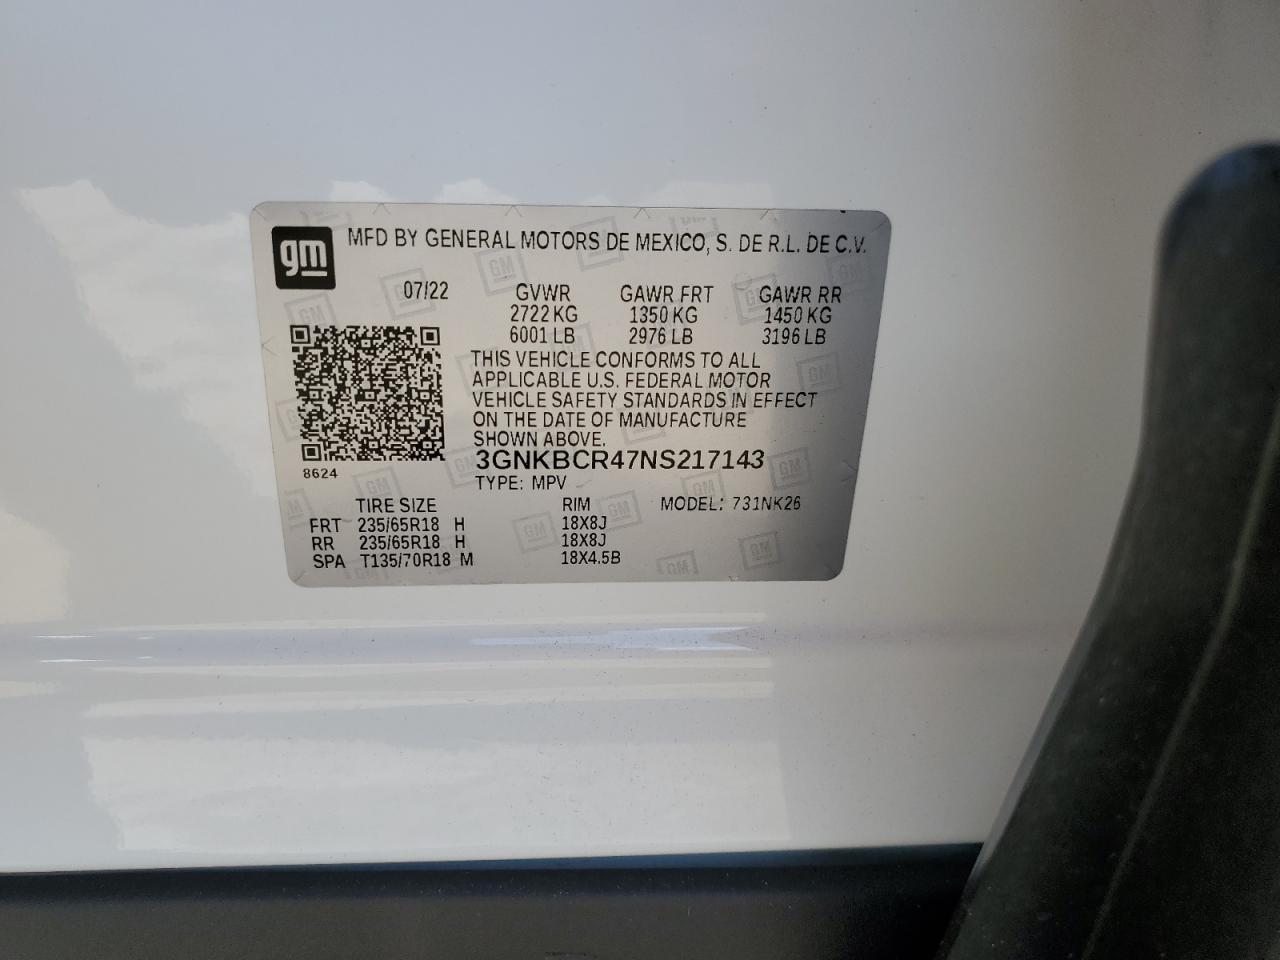 gm MFD BY GENERAL MOTORS DE MEXICO, S. DE R.L. DE C.V.
07/22 GVWR GAWR FRT GAWR RR
2722 KG 1350 KG 1450 KG
6001 LB 2976 LB 3196 LB
THIS VEHICLE CONFORMS TO ALL
APPLICABLE U.S. FEDERAL MOTOR
VEHICLE SAFETY STANDARDS IN EFFECT
ON THE DATE OF MANUFACTURE
SHOWN ABOVE.
3GNKBCR47NS217143
8624
TYPE: MPV
TIRE SIZE RIM MODEL: 731NK26
FRT 235/65R18 H 18X8J
RR 235/65R18 H 18X8J
SPA T135/70R18 M 18X4.5B